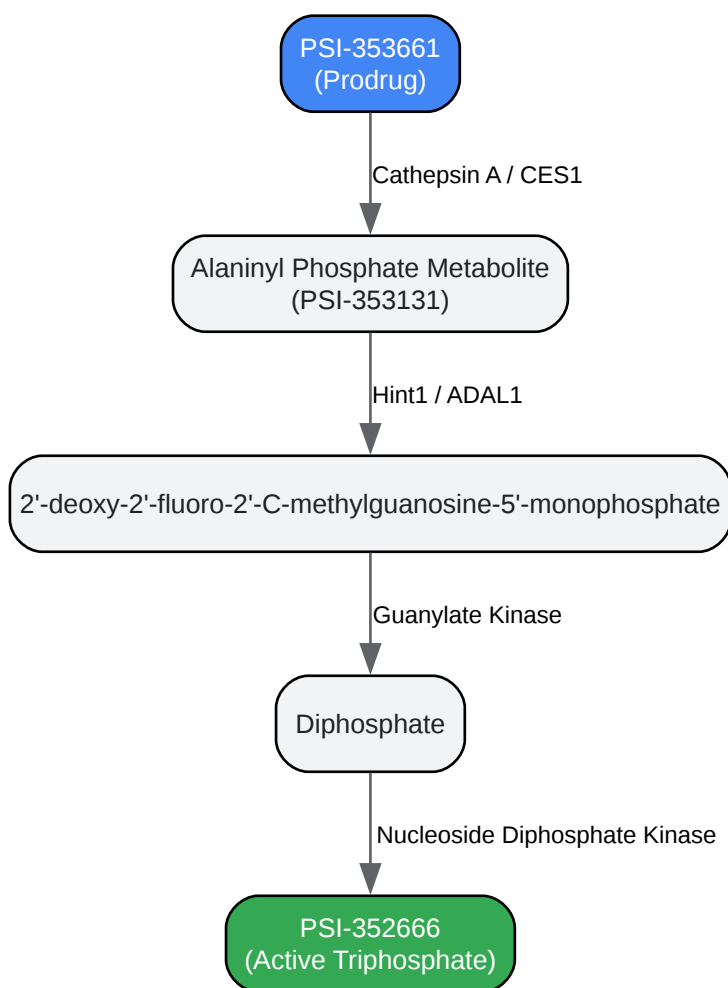 PSI-353661
(Prodrug)
Cathepsin A / CES1
Alaninyl Phosphate Metabolite
(PSI-353131)
Hint1 / ADAL1
2'-deoxy-2'-fluoro-2'-C-methylguanosine-5'-monophosphate
Guanylate Kinase
Diphosphate
Nucleoside Diphosphate Kinase
PSI-352666
(Active Triphosphate)